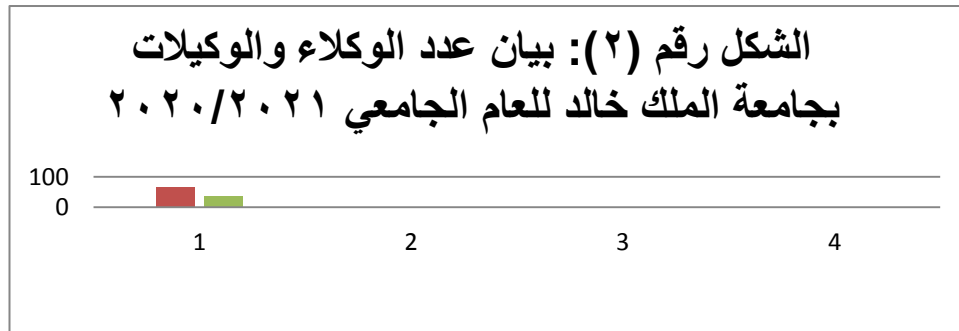 الشكل رقم (٢): بيان عدد الوكلاء والوكيلات
بجامعة الملك خالد للعام الجامعي ٢٠٢٠/٢٠٢١
100
0
1 2 3 4